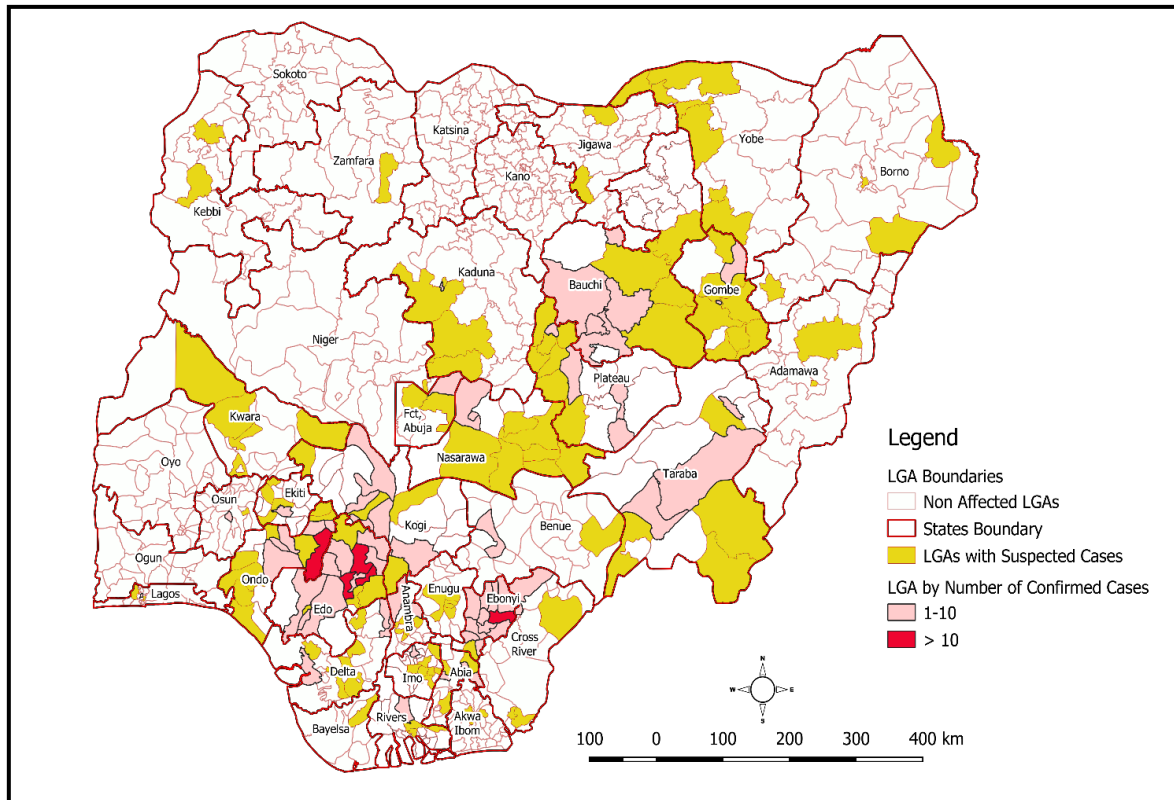 Sokoto
Katsina
Jigawa
Yobe
Zamfara
Kano
Borno
Kebbi
Kaduna
Bauchi
Gombe
Niger
Plateau
Adamawa
Fct,
Abuja
Kwara
Nasarawa
Oyo
Taraba
Osun
Ekiti
Kogi
Benue
Ogun
Ondo
Lagos
Edo
Anambra
Enugu
Ebonyi
Cross
River
Delta
Imo
Abia
Bayelsa
Rivers
Akwa
Ibom
Legend
LGA Boundaries
Non Affected LGAs
States Boundary
LGAs with Suspected Cases
LGA by Number of Confirmed Cases
1-10
> 10
N
W E
S
100 0 100 200 300 400 km